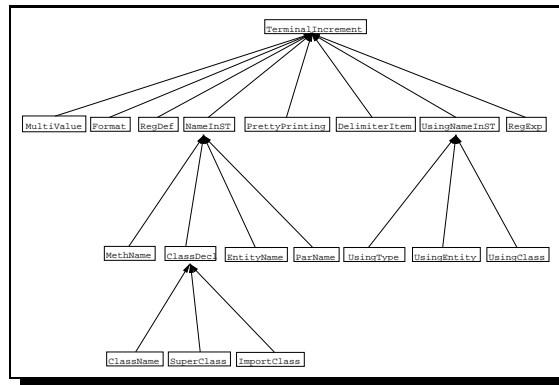 TerminalIncrement
MultiValue Format RegDef NameInST PrettyPrinting DelimiterItem UsingNameInST RegExp
MethName ClassDecl EntityName ParName UsingType UsingEntity UsingClass
ClassName SuperClass ImportClass